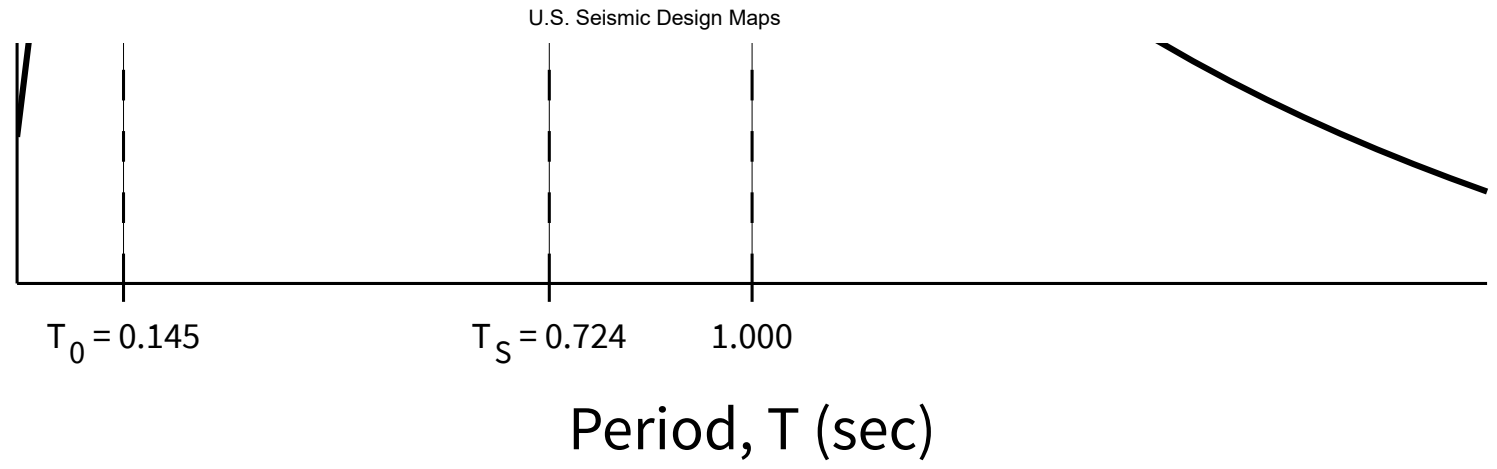 U.S. Seismic Design Maps
T0 = 0.145 TS = 0.724 1.000
Period, T (sec)